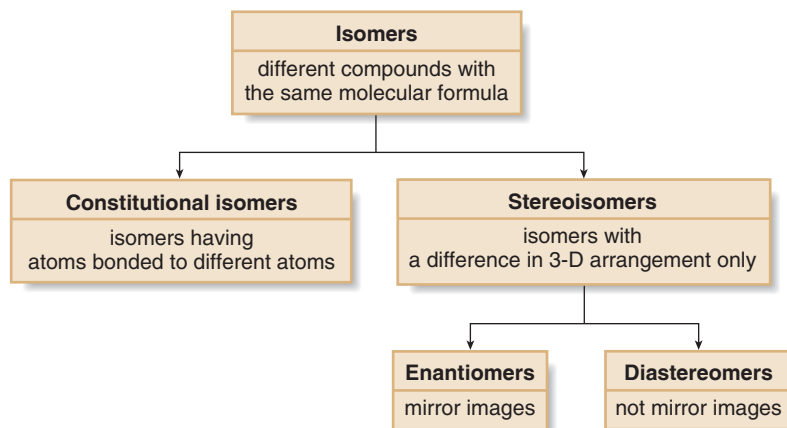 Isomers
different compounds with
the same molecular formula
Constitutional isomers
isomers having
atoms bonded to different atoms
Stereoisomers
isomers with
a difference in 3-D arrangement only
Enantiomers
mirror images
Diastereomers
not mirror images